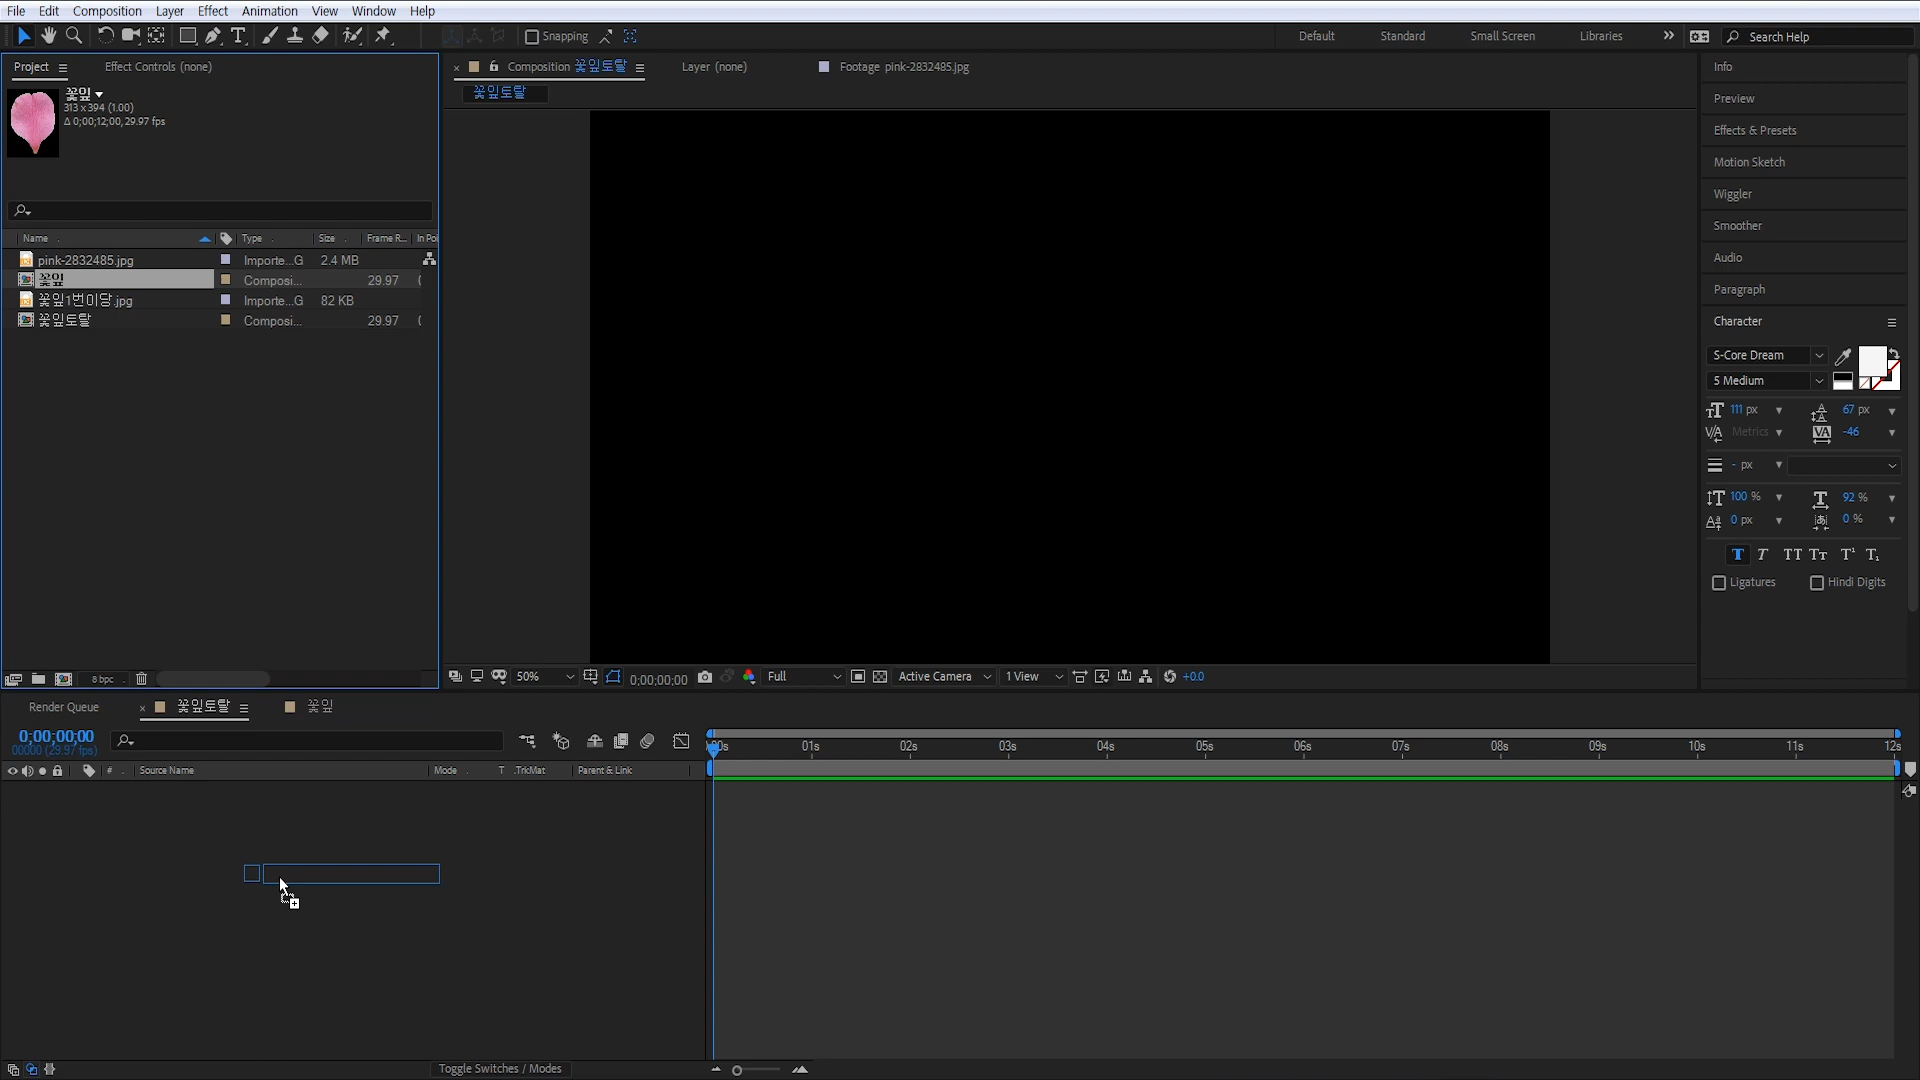 File Edit Composition Layer Effect Animation View Window Help
Snapping Default Standard Small Screen Libraries Search Help
Project Effect Controls (none)
꽃잎
313 x 394 (1.00)
Δ 0;00;12;00, 29.97 fps
Composition 꽃잎토탈 Layer (none) Footage pink-2832485.jpg
꽃잎토탈
Name Type Size Frame R... In Poi
pink-2832485.jpg Importe...G 2.4 MB
꽃잎 Composi... 29.97
꽃잎1번이당.jpg Importe...G 82 KB
꽃잎토탈 Composi... 29.97
8 bpc
50% 0;00;00;00 Full Active Camera 1 View +0.0
Info
Preview
Effects & Presets
Motion Sketch
Wiggler
Smoother
Audio
Paragraph
Character
S-Core Dream
5 Medium
111 px 67 px
Metrics -46
- px
100 % 92 %
0 px 0 %
T T TT Tт T¹ T₁
Ligatures Hindi Digits
Render Queue 꽃잎토탈 꽃잎
0;00;00;00
00000 (29.97 fps)
# Source Name Mode T .TrkMat Parent & Link
00s 01s 02s 03s 04s 05s 06s 07s 08s 09s 10s 11s 12s
Toggle Switches / Modes